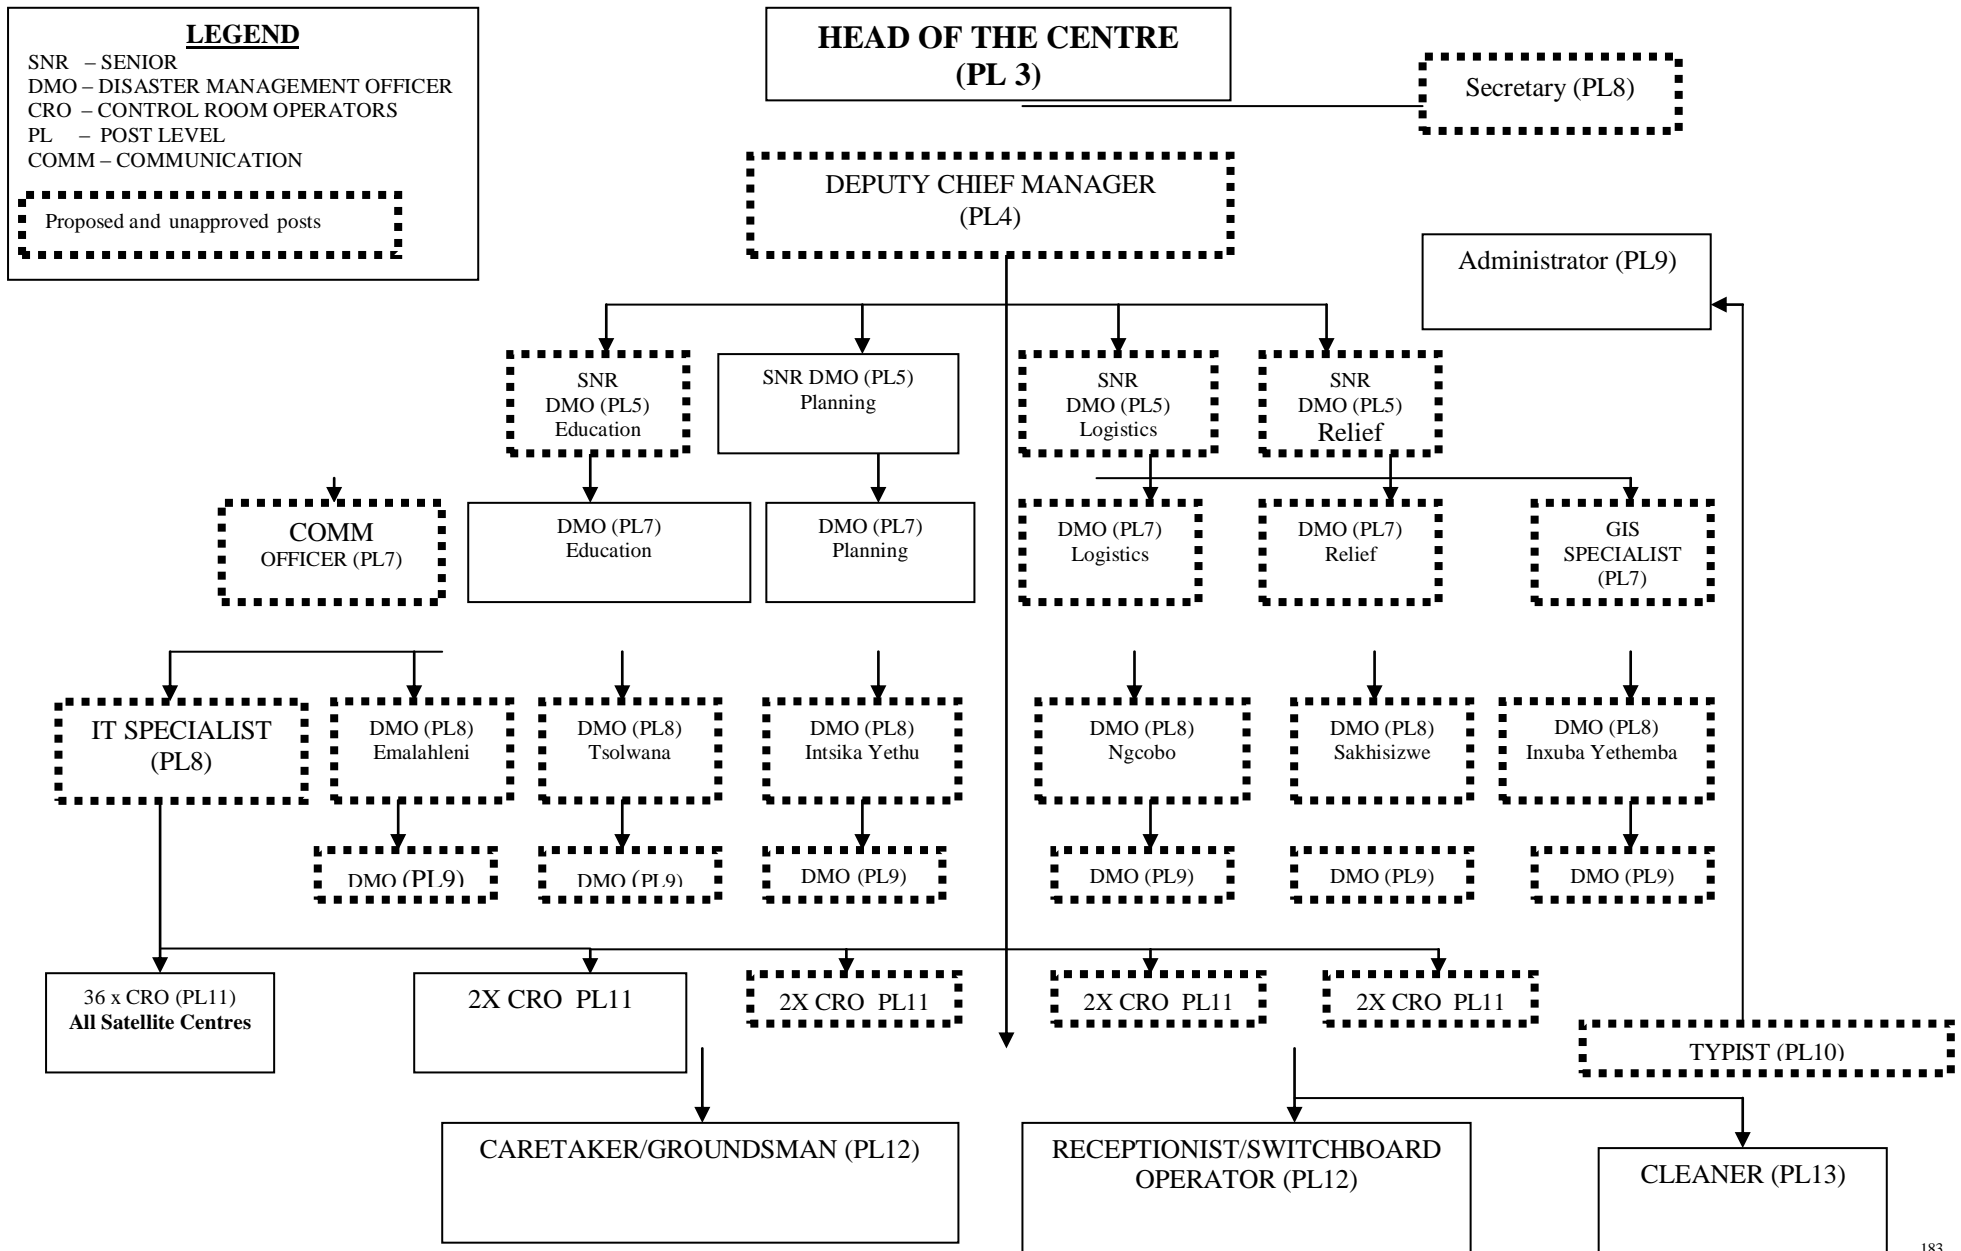 LEGEND
SNR – SENIOR
DMO – DISASTER MANAGEMENT OFFICER
CRO – CONTROL ROOM OPERATORS
PL – POST LEVEL
COMM – COMMUNICATION
Proposed and unapproved posts
HEAD OF THE CENTRE
(PL 3)
Secretary (PL8)
DEPUTY CHIEF MANAGER
(PL4)
Administrator (PL9)
SNR
DMO (PL5)
Education
SNR DMO (PL5)
Planning
SNR
DMO (PL5)
Logistics
SNR
DMO (PL5)
Relief
COMM
OFFICER (PL7)
DMO (PL7)
Education
DMO (PL7)
Planning
DMO (PL7)
Logistics
DMO (PL7)
Relief
GIS
SPECIALIST
(PL7)
IT SPECIALIST
(PL8)
DMO (PL8)
Emalahleni
DMO (PL8)
Tsolwana
DMO (PL8)
Intsika Yethu
DMO (PL8)
Ngcobo
DMO (PL8)
Sakhisizwe
DMO (PL8)
Inxuba Yethemba
DMO (PL9)
DMO (PL9)
DMO (PL9)
DMO (PL9)
DMO (PL9)
DMO (PL9)
36 x CRO (PL11)
All Satellite Centres
2X CRO PL11
2X CRO PL11
2X CRO PL11
2X CRO PL11
TYPIST (PL10)
CARETAKER/GROUNDSMAN (PL12)
RECEPTIONIST/SWITCHBOARD
OPERATOR (PL12)
CLEANER (PL13)
183